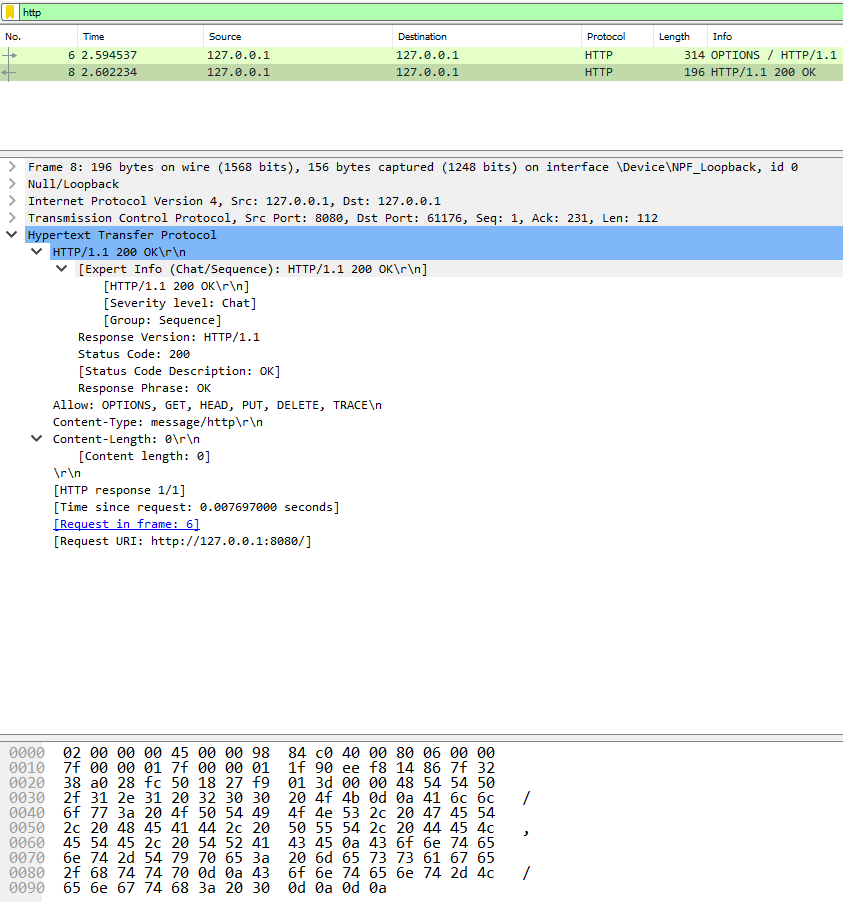 http
No. Time Source Destination Protocol Length Info
6 2.594537 127.0.0.1 127.0.0.1 HTTP 314 OPTIONS / HTTP/1.1
8 2.602234 127.0.0.1 127.0.0.1 HTTP 196 HTTP/1.1 200 OK
Frame 8: 196 bytes on wire (1568 bits), 156 bytes captured (1248 bits) on interface \Device\NPF_Loopback, id 0
Null/Loopback
Internet Protocol Version 4, Src: 127.0.0.1, Dst: 127.0.0.1
Transmission Control Protocol, Src Port: 8080, Dst Port: 61176, Seq: 1, Ack: 231, Len: 112
Hypertext Transfer Protocol
HTTP/1.1 200 OK\r\n
[Expert Info (Chat/Sequence): HTTP/1.1 200 OK\r\n]
[HTTP/1.1 200 OK\r\n]
[Severity level: Chat]
[Group: Sequence]
Response Version: HTTP/1.1
Status Code: 200
[Status Code Description: OK]
Response Phrase: OK
Allow: OPTIONS, GET, HEAD, PUT, DELETE, TRACE\n
Content-Type: message/http\r\n
Content-Length: 0\r\n
[Content length: 0]
\r\n
[HTTP response 1/1]
[Time since request: 0.007697000 seconds]
[Request in frame: 6]
[Request URI: http://127.0.0.1:8080/]
0000 02 00 00 00 45 00 00 98 84 c0 40 00 80 06 00 00
0010 7f 00 00 01 7f 00 00 01 1f 90 ee f8 14 86 7f 32
0020 38 a0 28 fc 50 18 27 f9 01 3d 00 00 48 54 54 50
0030 2f 31 2e 31 20 32 30 30 20 4f 4b 0d 0a 41 6c 6c /
0040 6f 77 3a 20 4f 50 54 49 4f 4e 53 2c 20 47 45 54
0050 2c 20 48 45 41 44 2c 20 50 55 54 2c 20 44 45 4c ,
0060 45 54 45 2c 20 54 52 41 43 45 0a 43 6f 6e 74 65
0070 6e 74 2d 54 79 70 65 3a 20 6d 65 73 73 61 67 65
0080 2f 68 74 74 70 0d 0a 43 6f 6e 74 65 6e 74 2d 4c /
0090 65 6e 67 74 68 3a 20 30 0d 0a 0d 0a